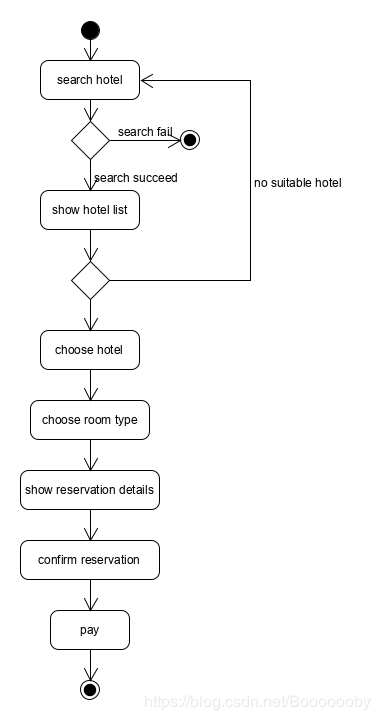 search hotel
search fail
search succeed
no suitable hotel
show hotel list
choose hotel
choose room type
show reservation details
confirm reservation
pay
https://blog.csdn.net/Booooooby